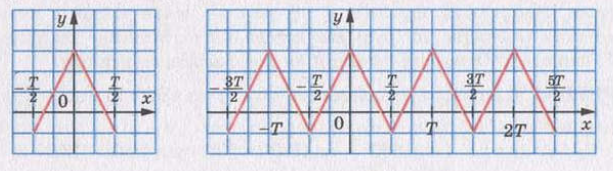 y
-T/2 0 T/2 x
y
-3T/2 -T/2 T/2 3T/2 5T/2
-T 0 T 2T x